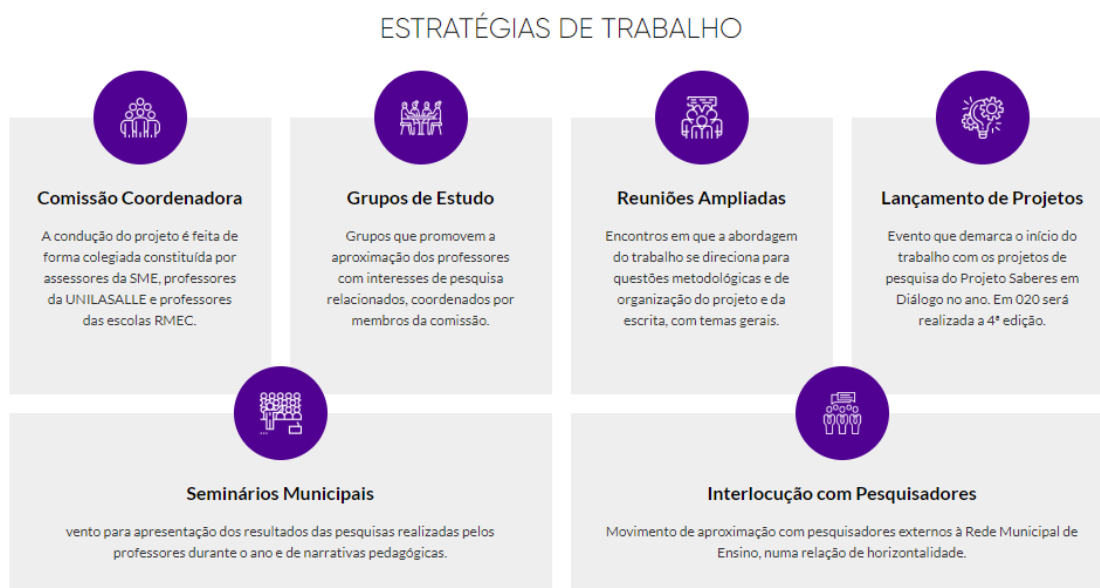 ESTRATÉGIAS DE TRABALHO
Comissão Coordenadora
A condução do projeto é feita de
forma colegiada constituída por
assessores da SME, professores
da UNILASALLE e professores
das escolas RMEC.
Grupos de Estudo
Grupos que promovem a
aproximação dos professores
com interesses de pesquisa
relacionados, coordenados por
membros da comissão.
Reuniões Ampliadas
Encontros em que a abordagem
do trabalho se direciona para
questões metodológicas e de
organização do projeto e da
escrita, com temas gerais.
Lançamento de Projetos
Evento que demarca o início do
trabalho com os projetos de
pesquisa do Projeto Saberes em
Diálogo no ano. Em 020 será
realizada a 4ª edição.
Seminários Municipais
vento para apresentação dos resultados das pesquisas realizadas pelos
professores durante o ano e de narrativas pedagógicas.
Interlocução com Pesquisadores
Movimento de aproximação com pesquisadores externos à Rede Municipal de
Ensino, numa relação de horizontalidade.